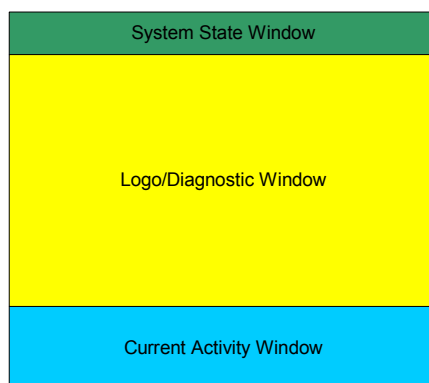 System State Window
Logo/Diagnostic Window
Current Activity Window